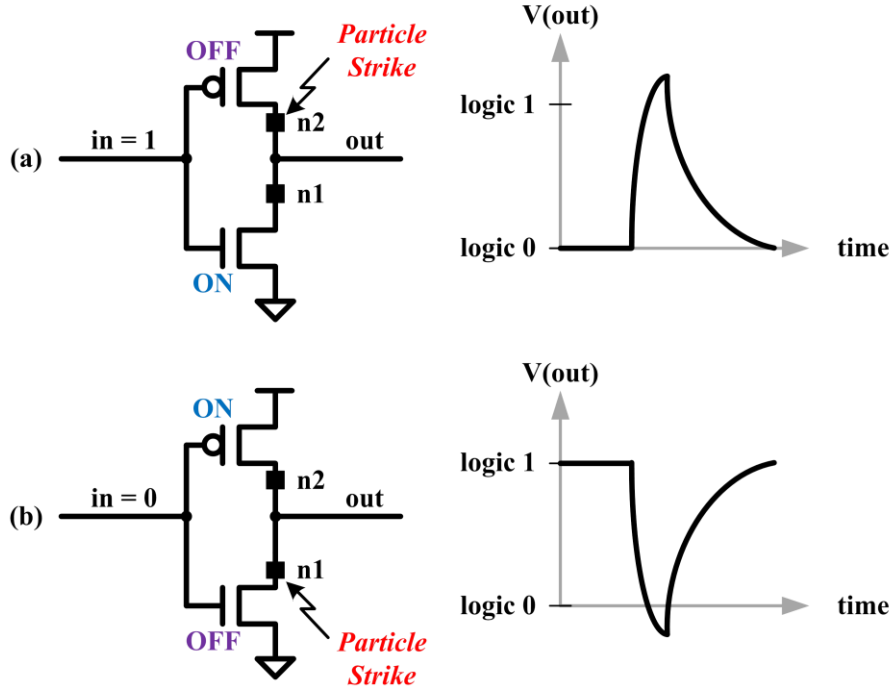 OFF
Particle
Strike
n2
in = 1
out
(a)
n1
ON
V(out)
logic 1
logic 0
time
ON
n2
in = 0
out
(b)
n1
OFF
Particle
Strike
V(out)
logic 1
logic 0
time